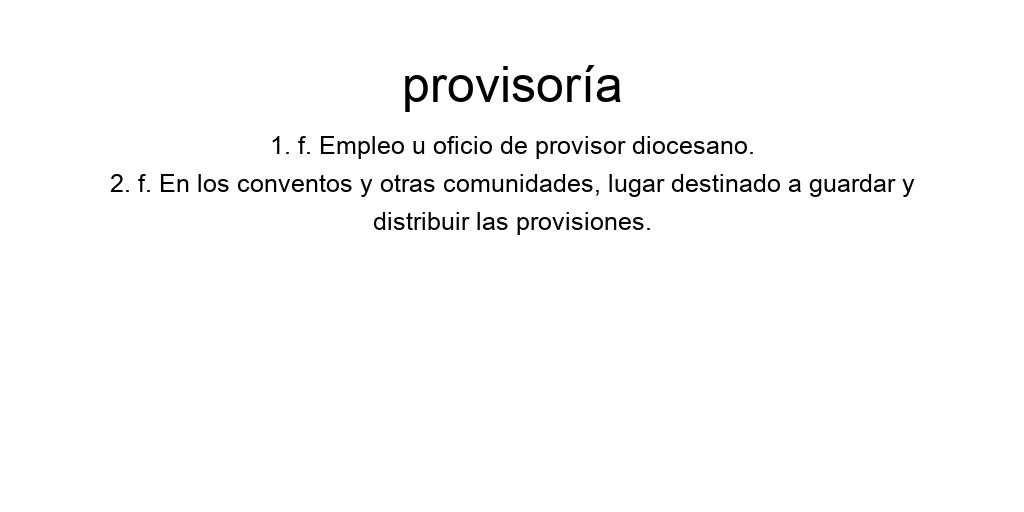 provisoría
1. f. Empleo u oficio de provisor diocesano.
2. f. En los conventos y otras comunidades, lugar destinado a guardar y
distribuir las provisiones.